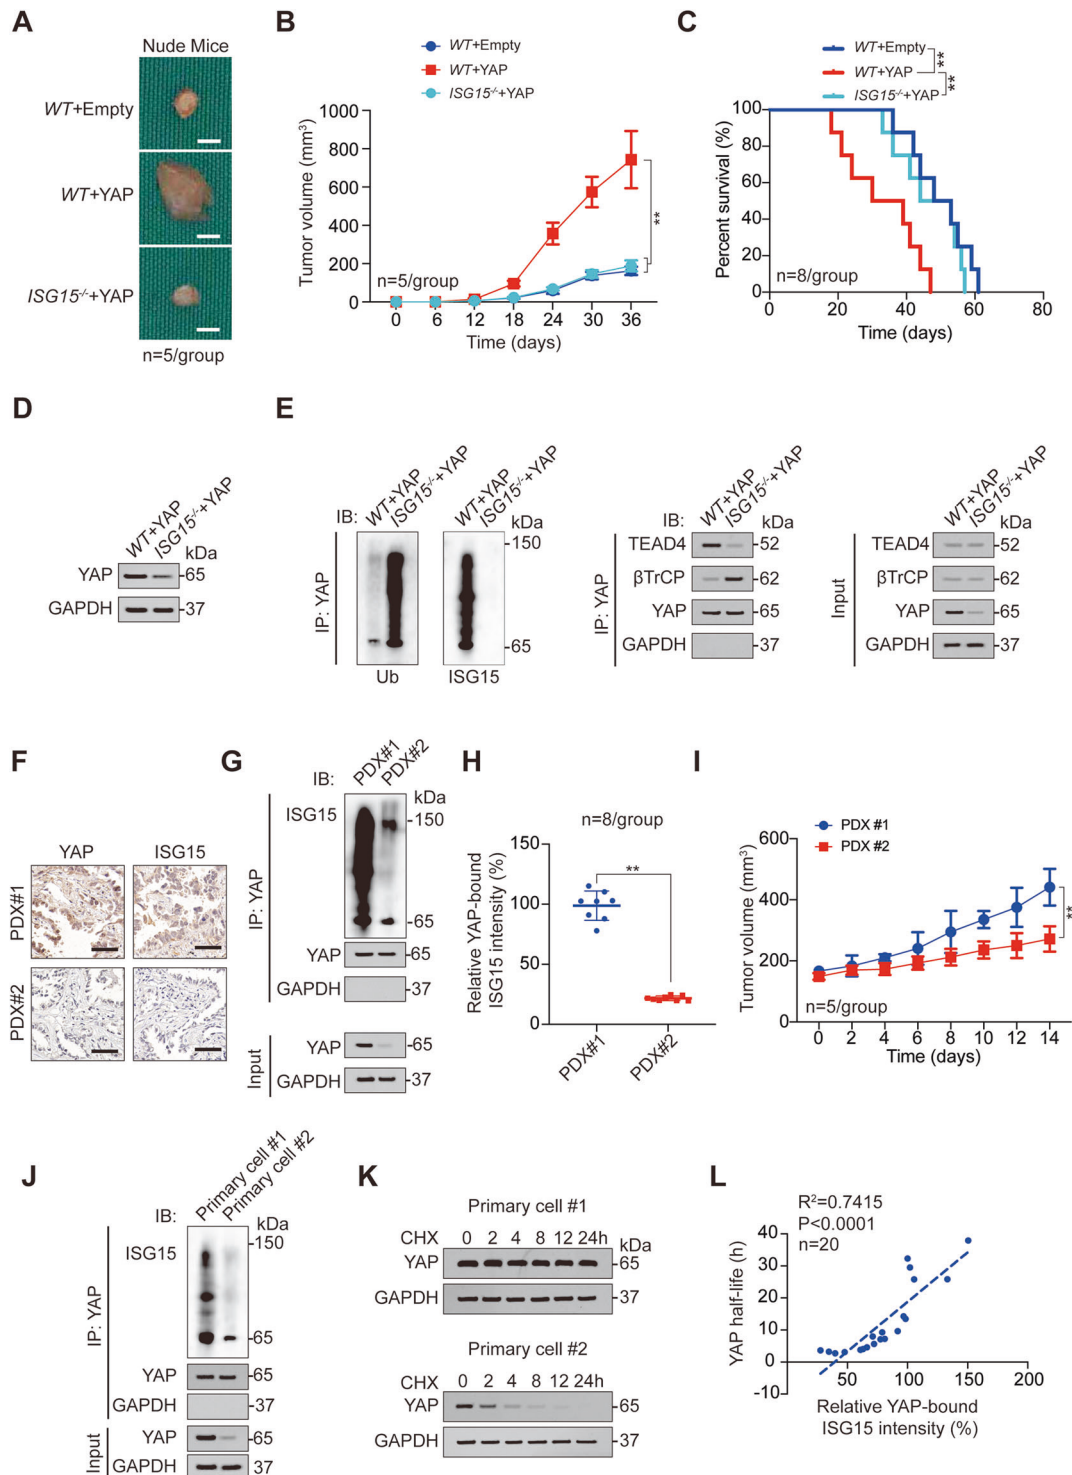 A
Nude Mice
WT+Empty
WT+YAP
ISG15-/-+YAP
n=5/group
B
WT+Empty
WT+YAP
ISG15-/-+YAP
Tumor volume (mm3)
1000
800
600
400
200
0
n=5/group
**
0 6 12 18 24 30 36
Time (days)
C
WT+Empty
WT+YAP
ISG15-/-+YAP
**
**
Percent survival (%)
100
80
60
40
20
0
n=8/group
0 20 40 60 80
Time (days)
D
WT+YAP
ISG15-/-+YAP
kDa
YAP -65
GAPDH -37
E
IB: WT+YAP ISG15-/-+YAP WT+YAP ISG15-/-+YAP
kDa
-150
-65
IP: YAP
Ub ISG15
IB: WT+YAP ISG15-/-+YAP
kDa
TEAD4 -52
βTrCP -62
YAP -65
GAPDH -37
IP: YAP
WT+YAP ISG15-/-+YAP
kDa
TEAD4 -52
βTrCP -62
YAP -65
GAPDH -37
Input
F
YAP ISG15
PDX#1
PDX#2
G
IB: PDX#1 PDX#2
kDa
ISG15 -150
-65
YAP -65
GAPDH -37
IP: YAP
YAP -65
GAPDH -37
Input
H
n=8/group
Relative YAP-bound
ISG15 intensity (%)
150
100
50
0
**
PDX#1 PDX#2
I
PDX #1
PDX #2
Tumor volume (mm3)
600
400
200
0
n=5/group
**
0 2 4 6 8 10 12 14
Time (days)
J
IB: Primary cell #1 Primary cell #2
kDa
ISG15 -150
-65
YAP -65
GAPDH -37
IP: YAP
YAP -65
GAPDH -37
Input
K
Primary cell #1
CHX 0 2 4 8 12 24h
kDa
YAP -65
GAPDH -37
Primary cell #2
CHX 0 2 4 8 12 24h
YAP -65
GAPDH -37
L
R2=0.7415
P<0.0001
n=20
YAP half-life (h)
40
30
20
10
0
-10
50 100 150 200
Relative YAP-bound
ISG15 intensity (%)